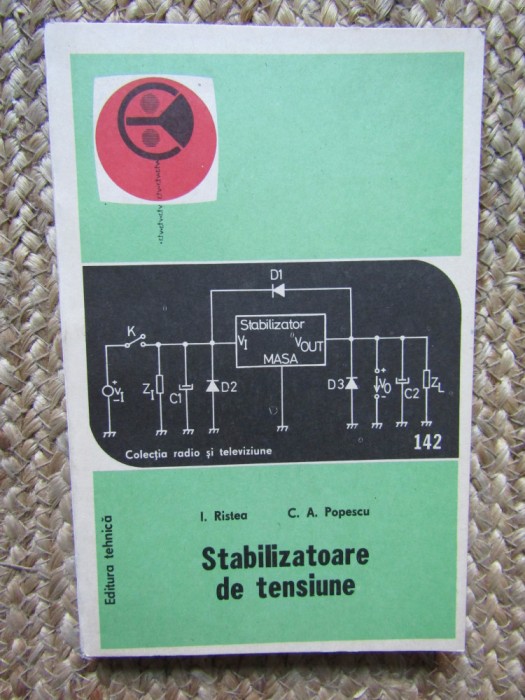 D1
K
Stabilizator
VI
VOUT
MASA
VI
ZI
C1
D2
D3
VO
C2
ZL
Colecția radio și televiziune
142
I. Ristea C. A. Popescu
Stabilizatoare
de tensiune
Editura tehnică